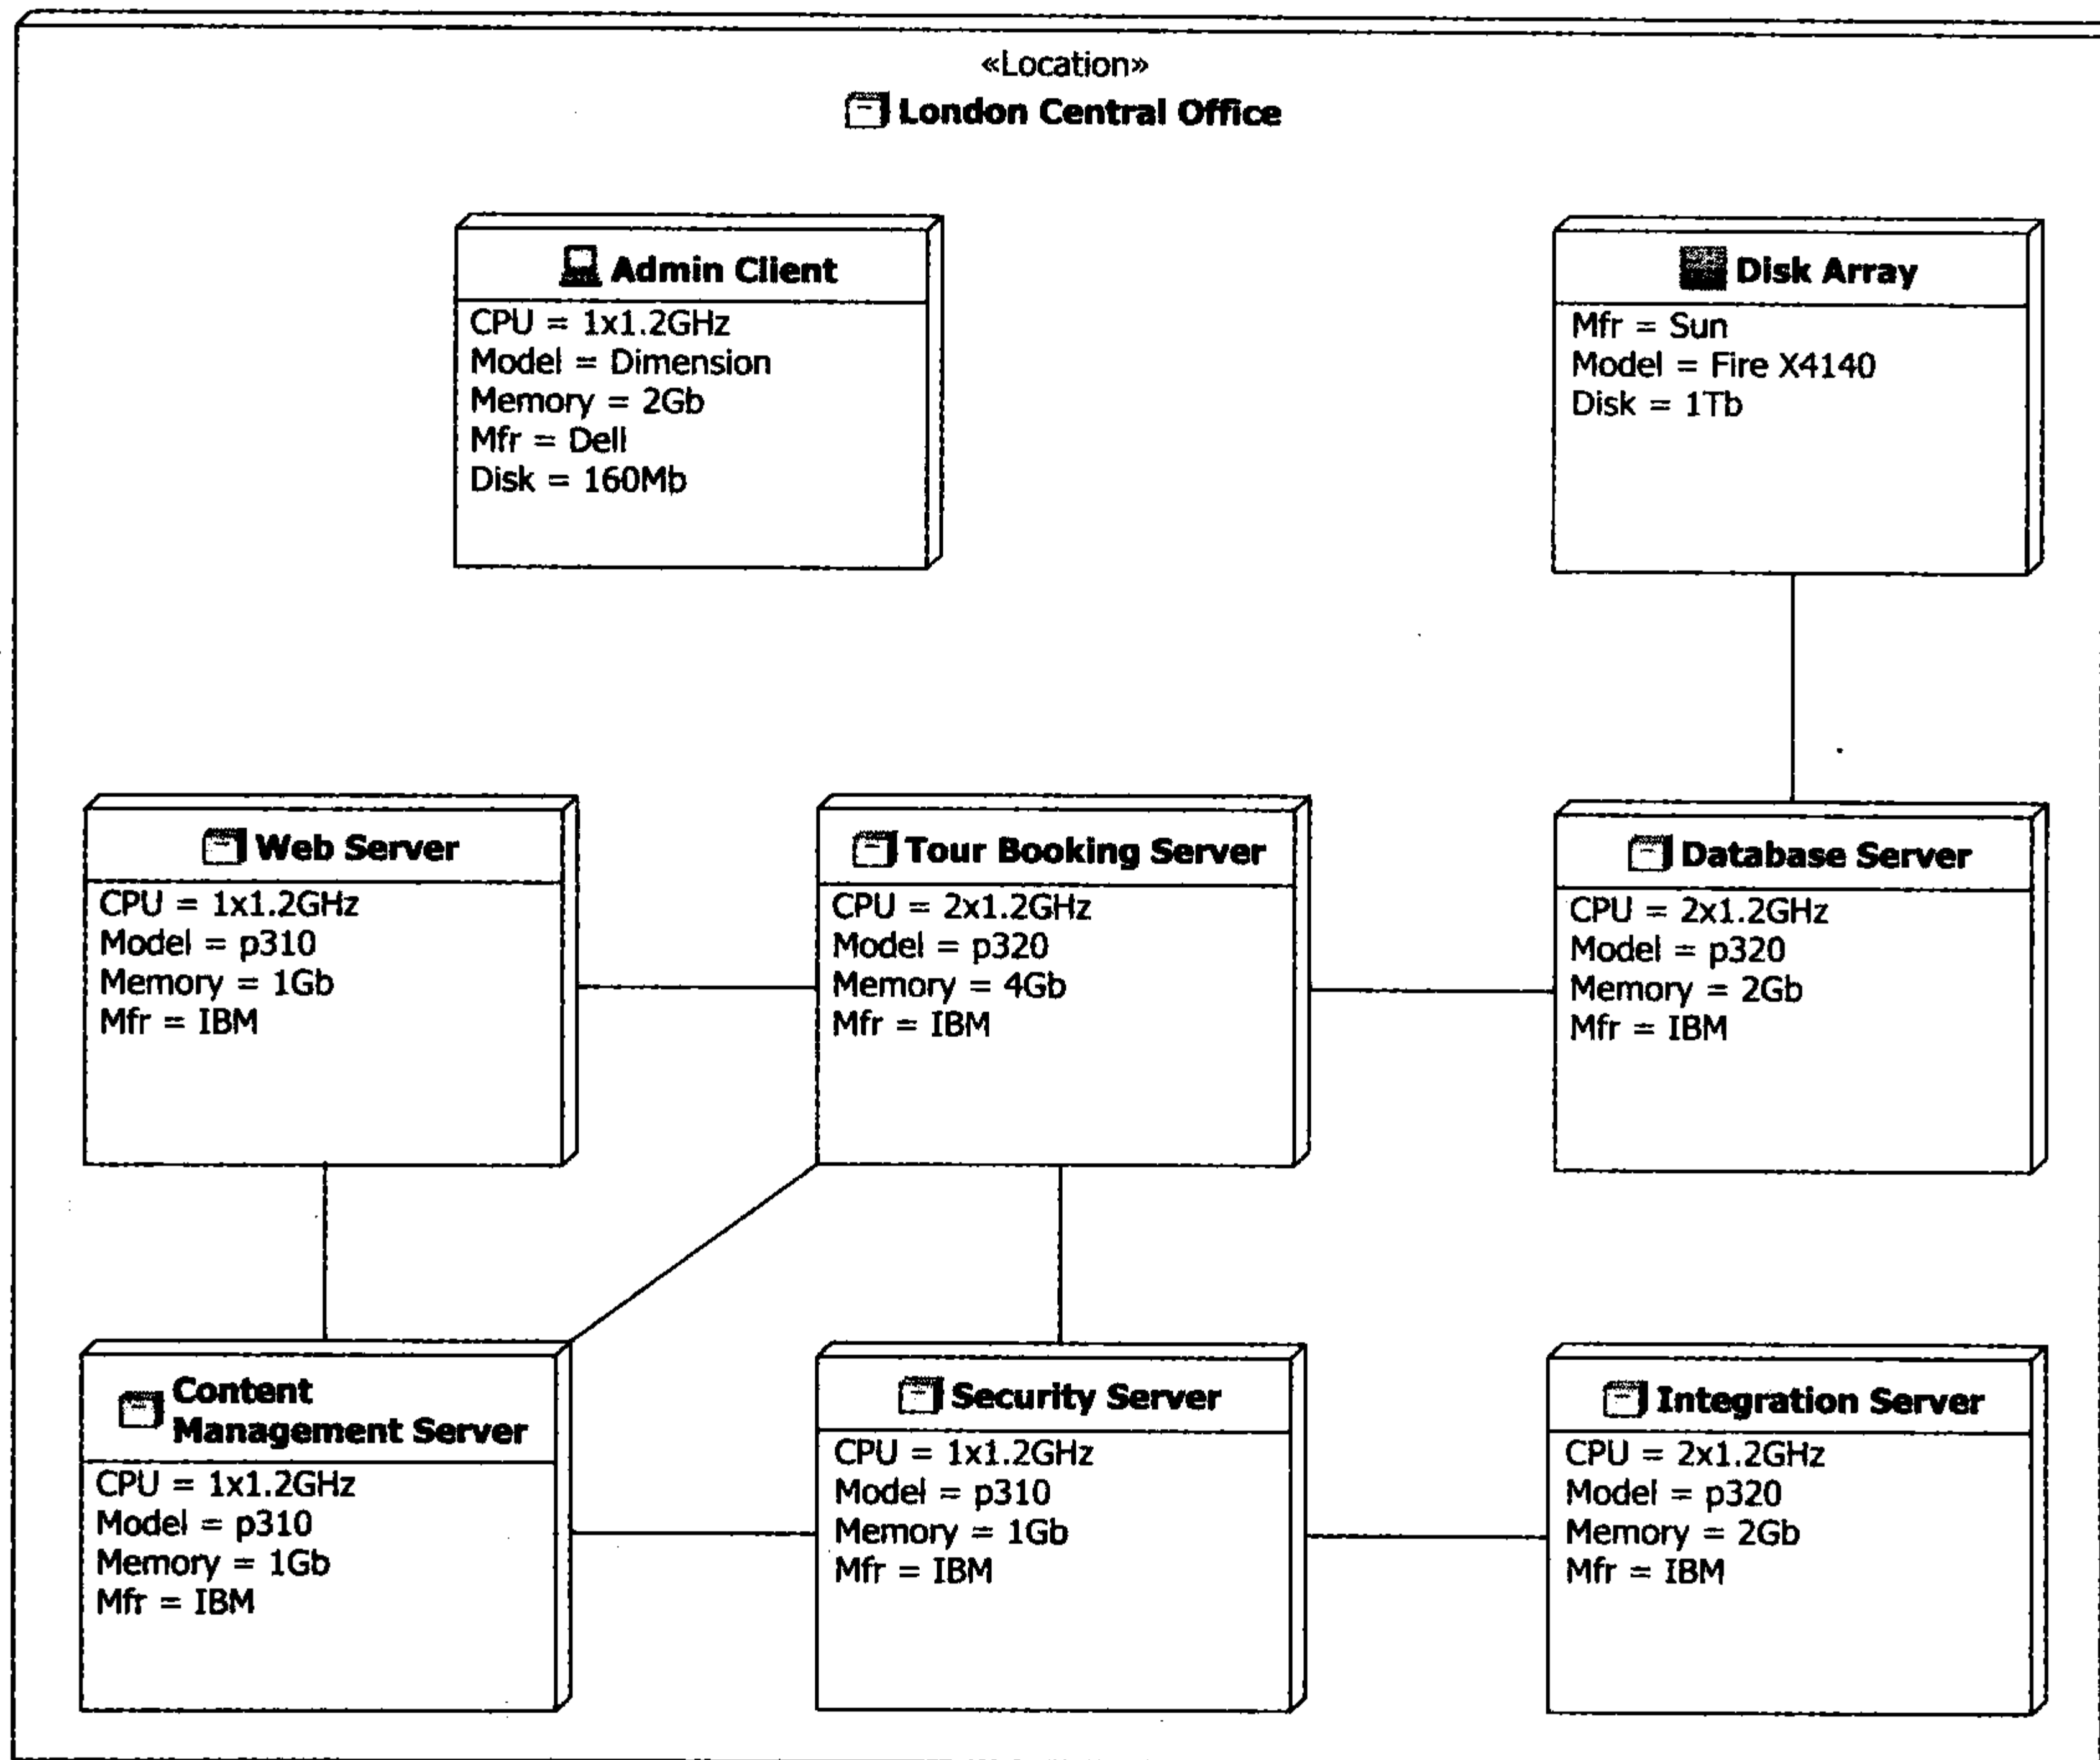 «Location»
London Central Office
Admin Client
CPU = 1x1.2GHz
Model = Dimension
Memory = 2Gb
Mfr = Dell
Disk = 160Mb
Disk Array
Mfr = Sun
Model = Fire X4140
Disk = 1Tb
Web Server
CPU = 1x1.2GHz
Model = p310
Memory = 1Gb
Mfr = IBM
Tour Booking Server
CPU = 2x1.2GHz
Model = p320
Memory = 4Gb
Mfr = IBM
Database Server
CPU = 2x1.2GHz
Model = p320
Memory = 2Gb
Mfr = IBM
Content
Management Server
CPU = 1x1.2GHz
Model = p310
Memory = 1Gb
Mfr = IBM
Security Server
CPU = 1x1.2GHz
Model = p310
Memory = 1Gb
Mfr = IBM
Integration Server
CPU = 2x1.2GHz
Model = p320
Memory = 2Gb
Mfr = IBM